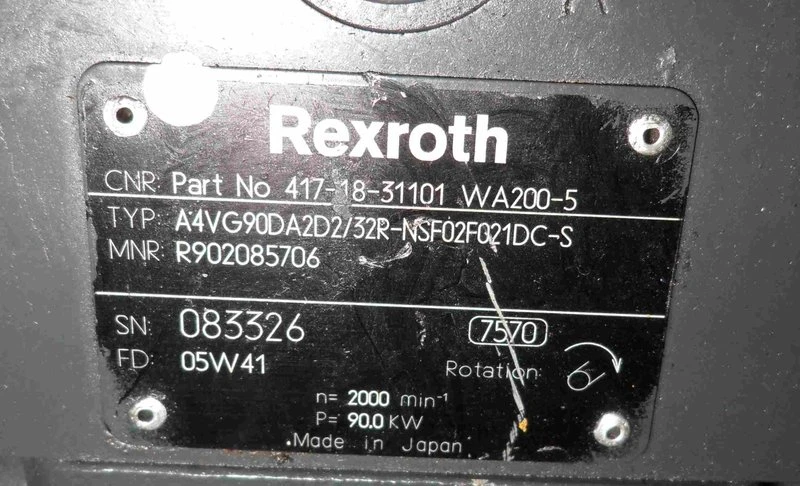 Rexroth
CNR: Part No 417-18-31101 WA200-5
TYP: A4VG90DA2D2/32R-NSF02F021DC-S
MNR: R902085706
SN: 083326 7570
FD: 05W41
Rotation:
n= 2000 min⁻¹
P= 90.0 KW
Made in Japan